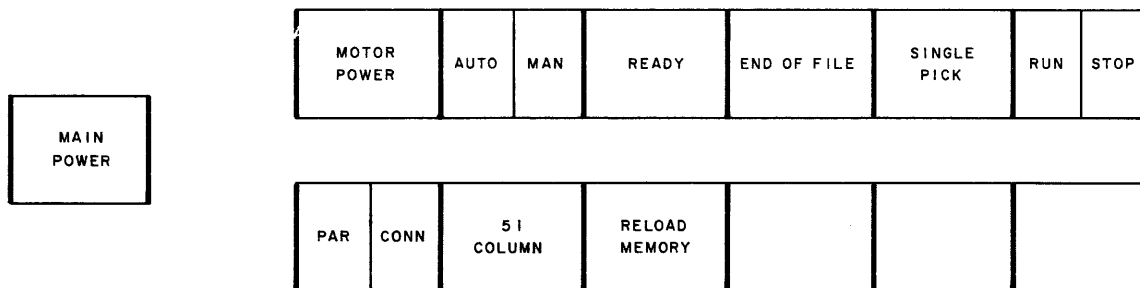 MAIN
POWER
MOTOR
POWER
AUTO
MAN
READY
END OF FILE
SINGLE
PICK
RUN
STOP
PAR
CONN
51
COLUMN
RELOAD
MEMORY